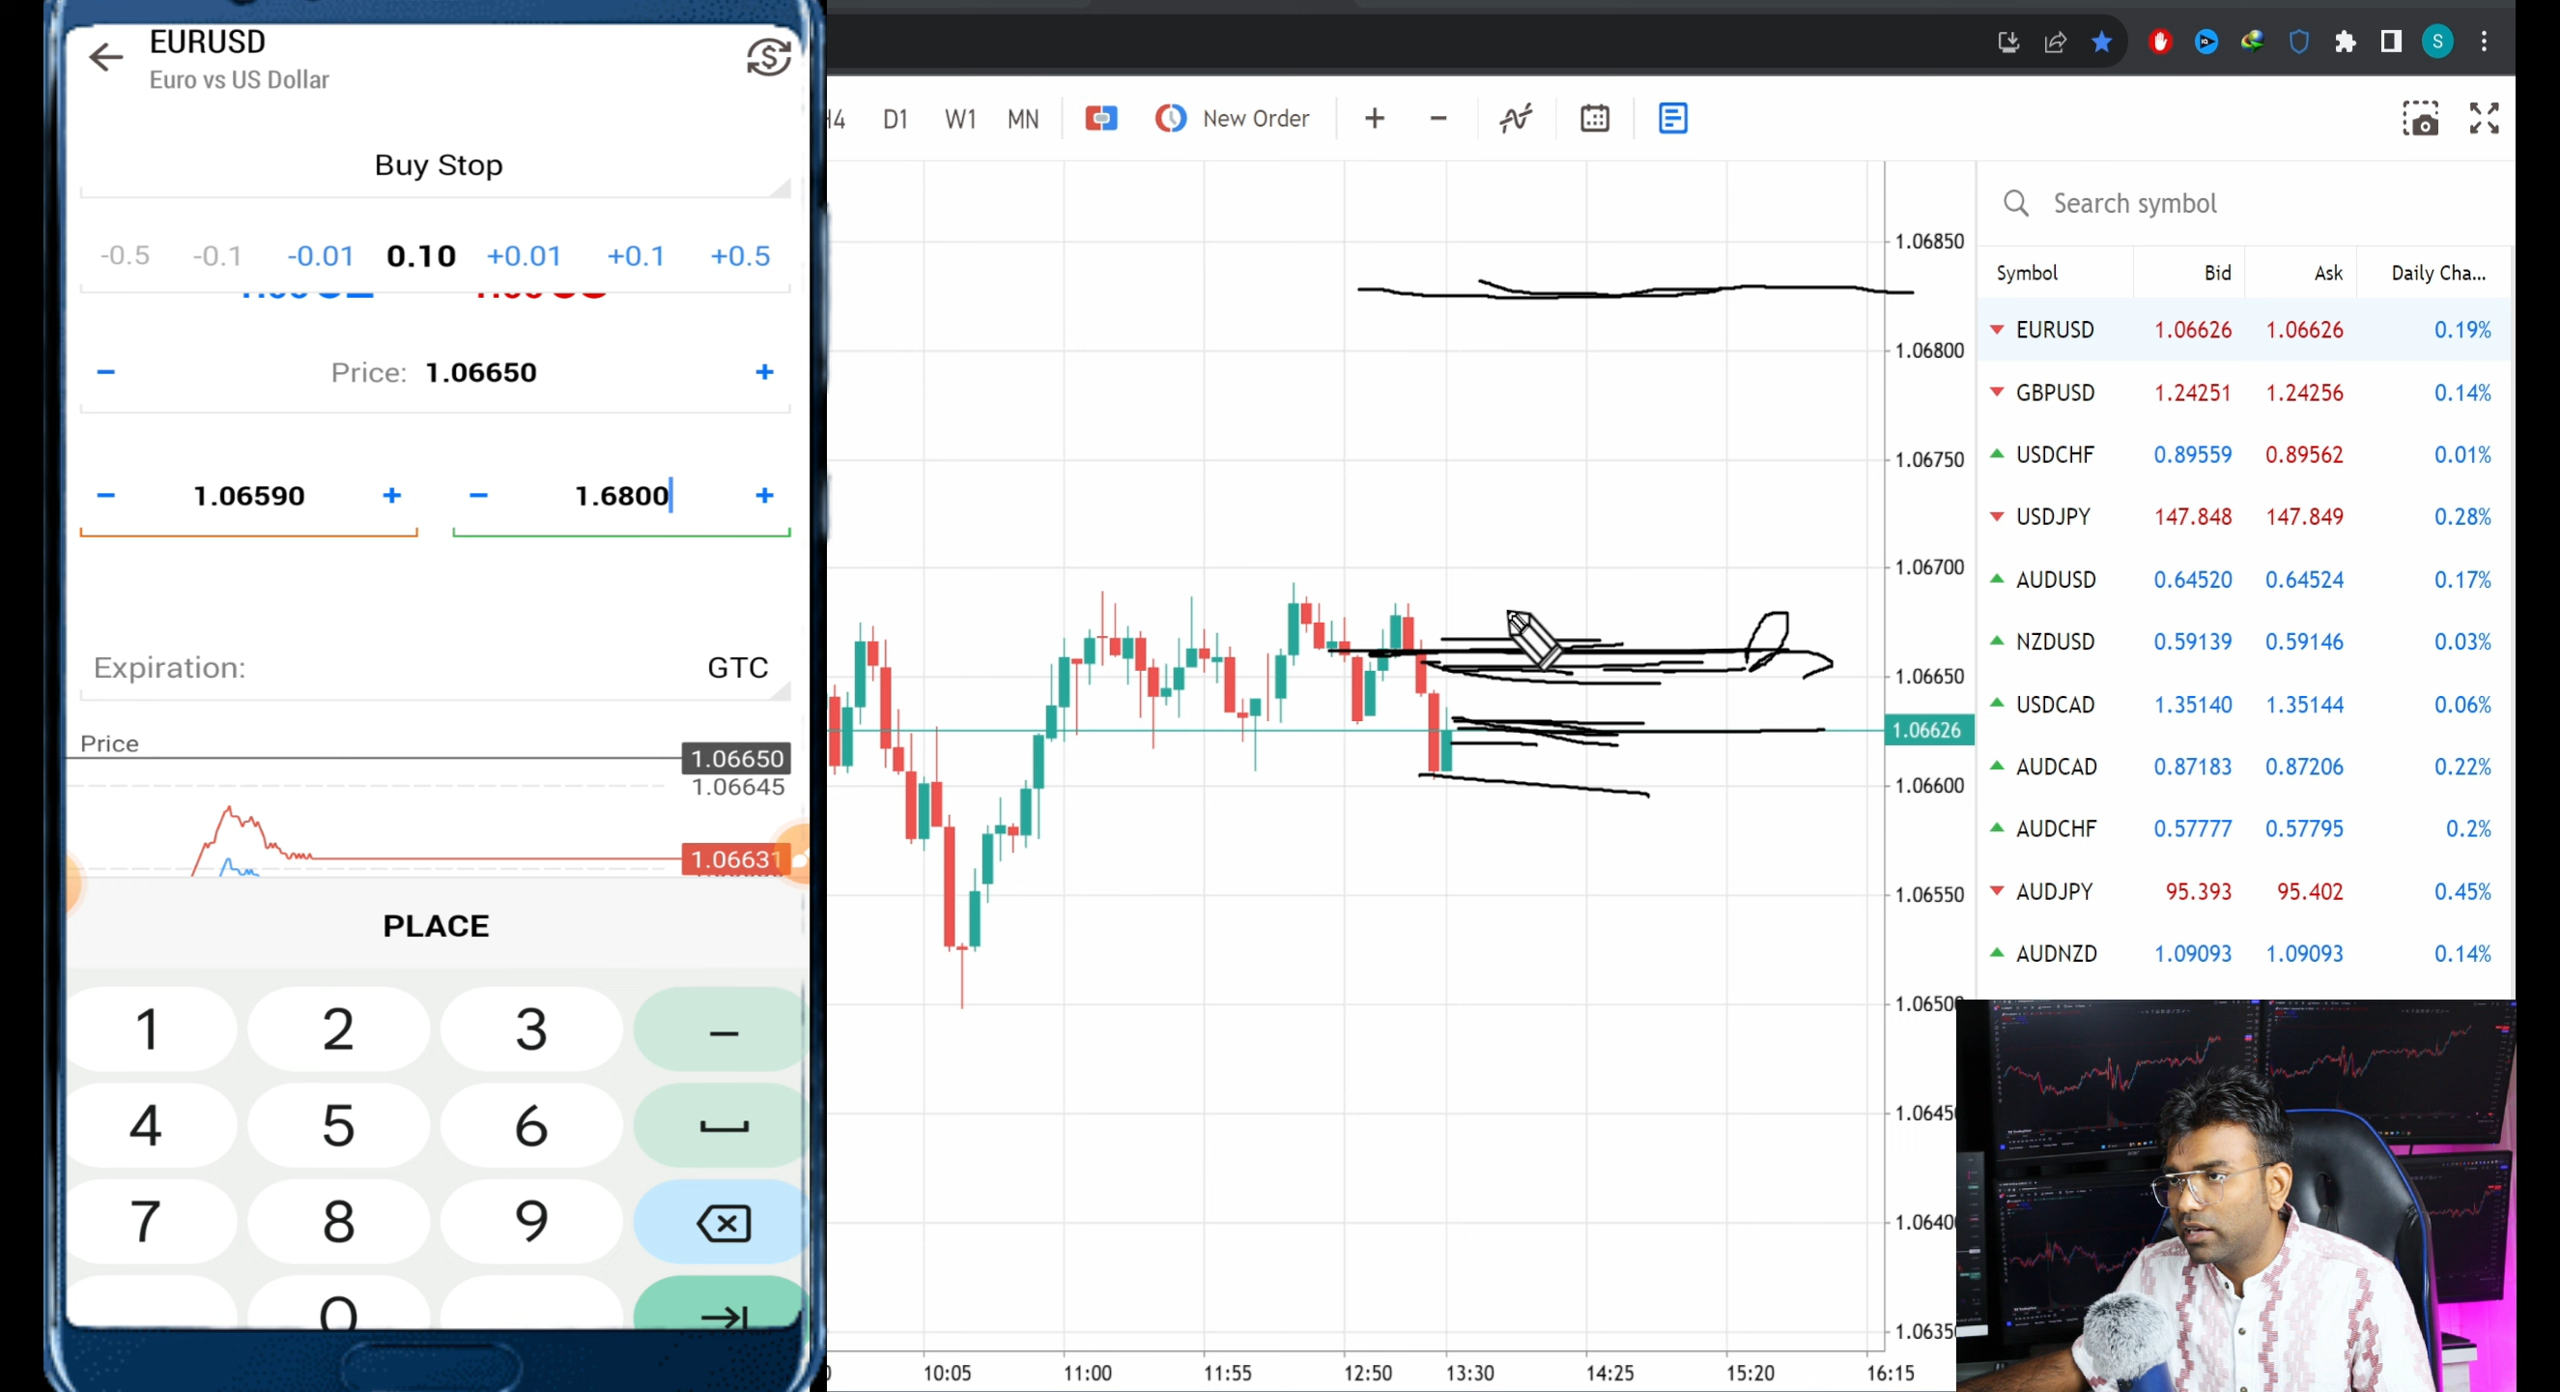 EURUSD
Euro vs US Dollar
Buy Stop
-0.5 -0.1 -0.01 0.10 +0.01 +0.1 +0.5
− Price: 1.06650 +
− 1.06590 + − 1.6800 +
Expiration: GTC
Price
1.06650
1.06645
1.06631
PLACE
1 2 3 −
4 5 6
7 8 9
0
D1 W1 MN New Order + −
1.06850
1.06800
1.06750
1.06700
1.06650
1.06626
1.06600
1.06550
1.06500
1.0645
1.0640
1.0635
10:05 11:00 11:55 12:50 13:30 14:25 15:20 16:15
S
Search symbol
Symbol Bid Ask Daily Cha...
EURUSD 1.06626 1.06626 0.19%
GBPUSD 1.24251 1.24256 0.14%
USDCHF 0.89559 0.89562 0.01%
USDJPY 147.848 147.849 0.28%
AUDUSD 0.64520 0.64524 0.17%
NZDUSD 0.59139 0.59146 0.03%
USDCAD 1.35140 1.35144 0.06%
AUDCAD 0.87183 0.87206 0.22%
AUDCHF 0.57777 0.57795 0.2%
AUDJPY 95.393 95.402 0.45%
AUDNZD 1.09093 1.09093 0.14%